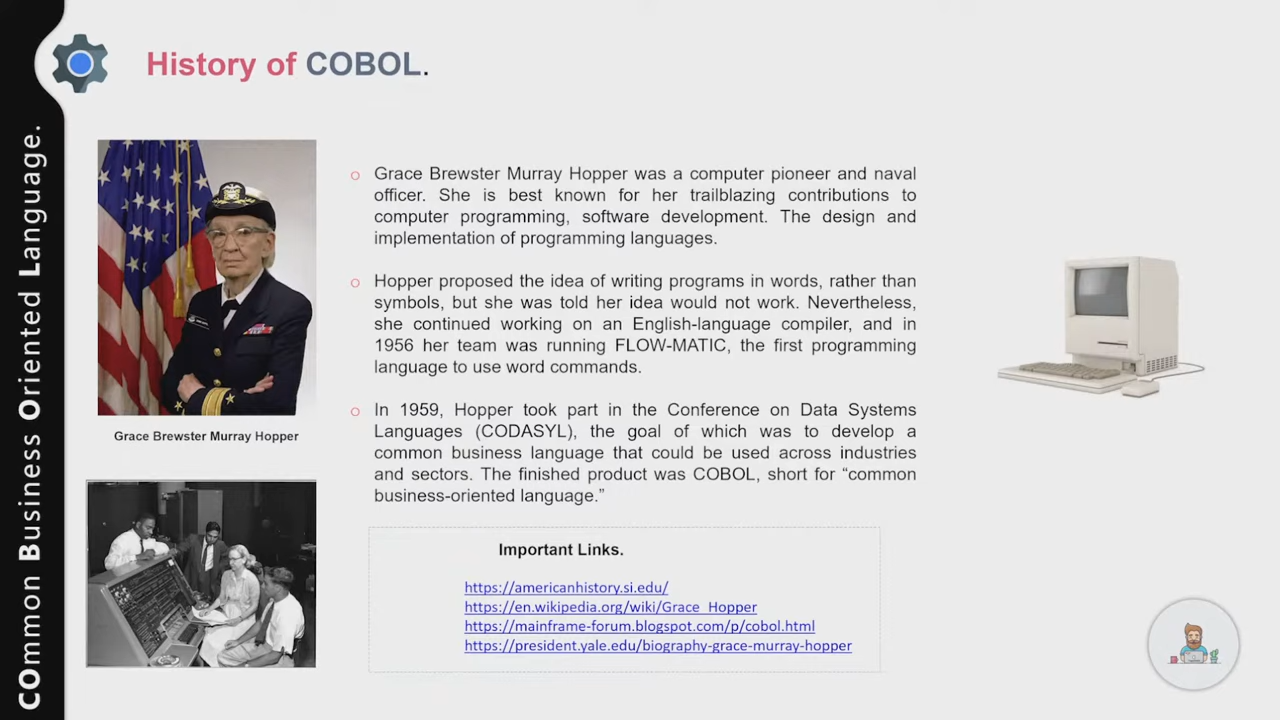 COmmon Business Oriented Language.
History of COBOL.
Grace Brewster Murray Hopper
o Grace Brewster Murray Hopper was a computer pioneer and naval
officer. She is best known for her trailblazing contributions to
computer programming, software development. The design and
implementation of programming languages.
o Hopper proposed the idea of writing programs in words, rather than
symbols, but she was told her idea would not work. Nevertheless,
she continued working on an English-language compiler, and in
1956 her team was running FLOW-MATIC, the first programming
language to use word commands.
o In 1959, Hopper took part in the Conference on Data Systems
Languages (CODASYL), the goal of which was to develop a
common business language that could be used across industries
and sectors. The finished product was COBOL, short for “common
business-oriented language.”
Important Links.
https://americanhistory.si.edu/
https://en.wikipedia.org/wiki/Grace_Hopper
https://mainframe-forum.blogspot.com/p/cobol.html
https://president.yale.edu/biography-grace-murray-hopper